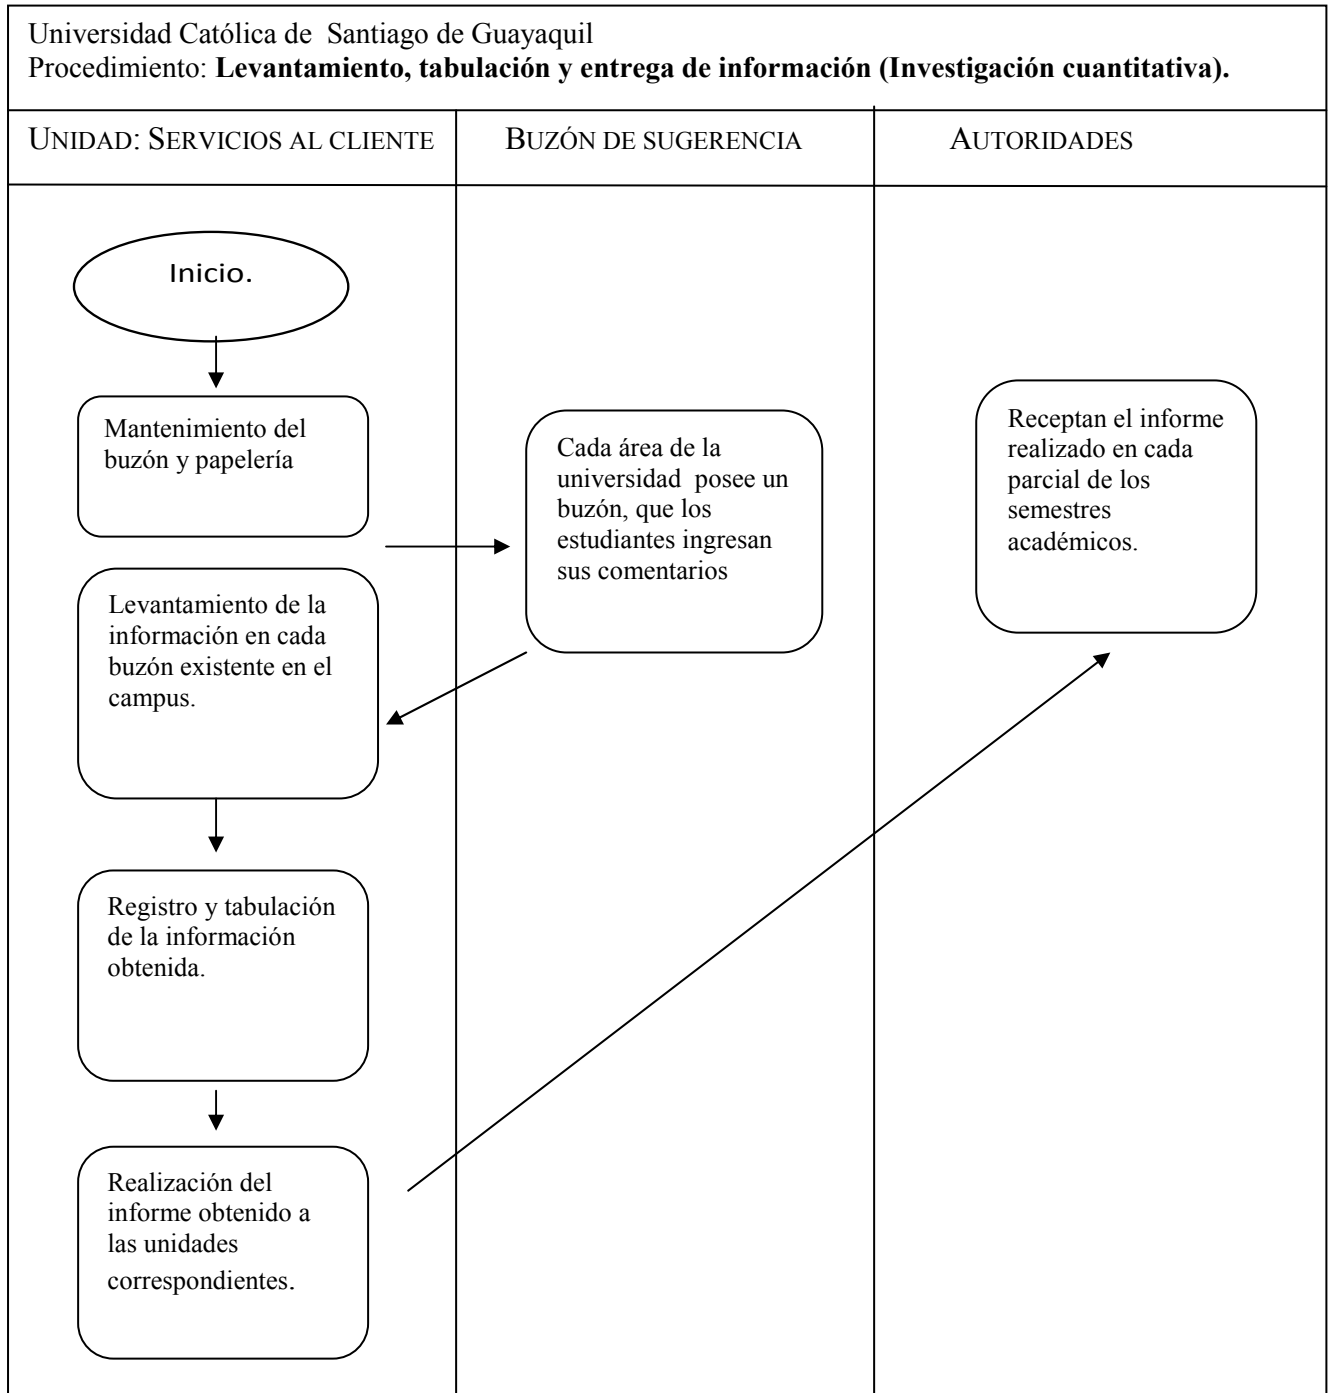 Universidad Católica de  Santiago de Guayaquil
Procedimiento: Levantamiento, tabulación y entrega de información (Investigación cuantitativa).
UNIDAD: SERVICIOS AL CLIENTE
BUZÓN DE SUGERENCIA
AUTORIDADES
Inicio.
Mantenimiento del
buzón y papelería
Cada área de la
universidad  posee un
buzón, que los
estudiantes ingresan
sus comentarios
Receptan el informe
realizado en cada
parcial de los
semestres
académicos.
Levantamiento de la
información en cada
buzón existente en el
campus.
Registro y tabulación
de la información
obtenida.
Realización del
informe obtenido a
las unidades
correspondientes.